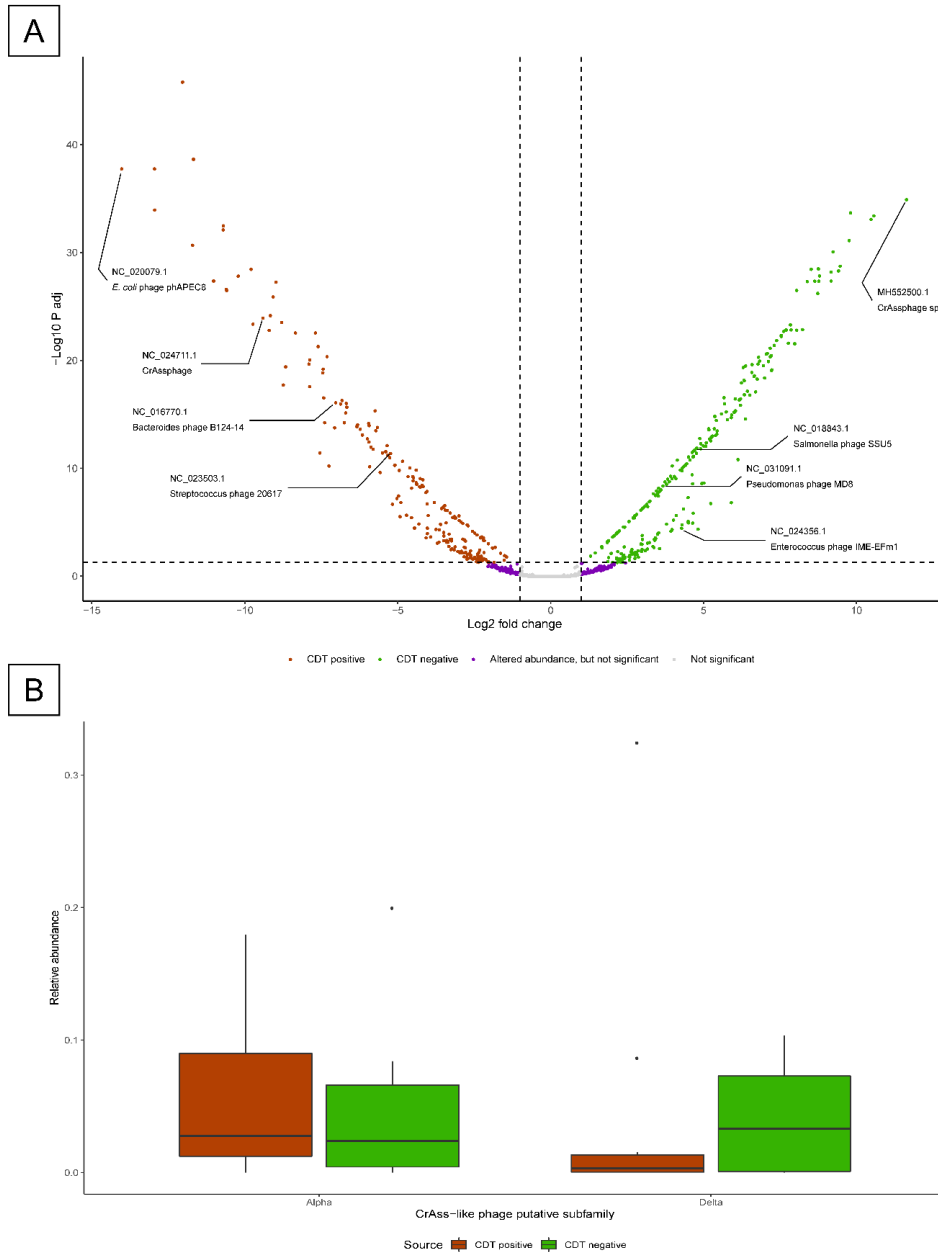 A
−Log10 P adj
40
30
20
10
0
NC_020079.1
E. coli phage phAPEC8
NC_024711.1
CrAssphage
NC_016770.1
Bacteroides phage B124-14
NC_023503.1
Streptococcus phage 20617
MH552500.1
CrAssphage sp
NC_018843.1
Salmonella phage SSU5
NC_031091.1
Pseudomonas phage MD8
NC_024356.1
Enterococcus phage IME-EFm1
−15 −10 −5 0 5 10
Log2 fold change
CDT positive CDT negative Altered abundance, but not significant Not significant
B
Relative abundance
0.3
0.2
0.1
0.0
Alpha Delta
CrAss−like phage putative subfamily
Source CDT positive CDT negative